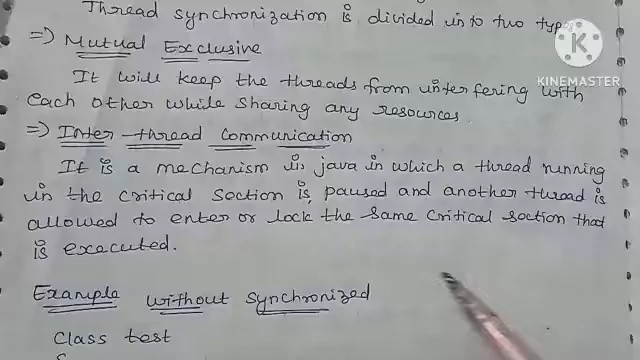 Thread synchronization is divided into two types
=> Mutual Exclusive
It will keep the threads from interfering with
each other while sharing any resources.
=> Inter-thread communication
It is a mechanism in java in which a thread running
in the critical section is, paused and another thread is
allowed to enter or lock the same critical section that
is executed.
Example without synchronized
Class test
{
KINEMASTER